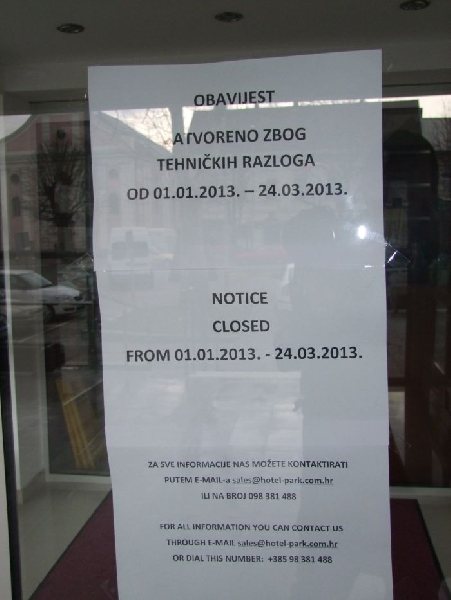 OBAVIJEST
ATVORENO ZBOG
TEHNIČKIH RAZLOGA
OD 01.01.2013. – 24.03.2013.
NOTICE
CLOSED
FROM 01.01.2013. - 24.03.2013.
ZA SVE INFORMACIJE NAS MOŽETE KONTAKTIRATI
PUTEM E-MAIL-a sales@hotel-park.com.hr
ILI NA BROJ 098 381 488
FOR ALL INFORMATION YOU CAN CONTACT US
THROUGH E-MAIL sales@hotel-park.com.hr
OR DIAL THIS NUMBER: +385 98 381 488